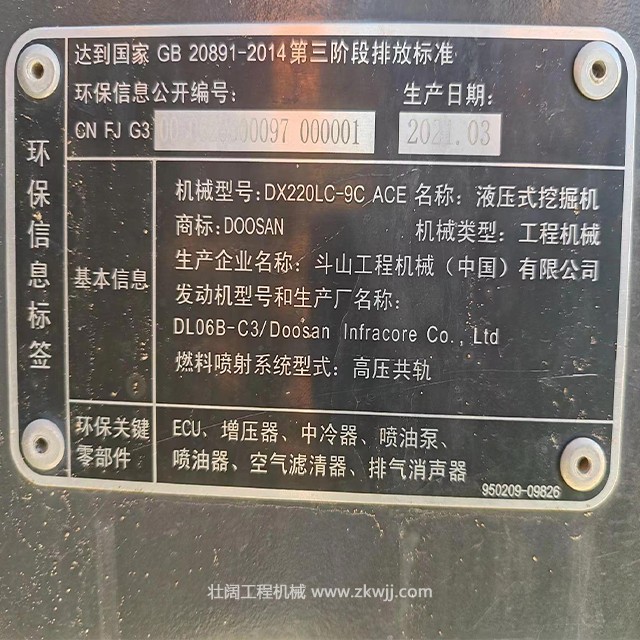 达到国家 GB 20891-2014第三阶段排放标准
环保信息公开编号: 生产日期:
CN FJ G3 000097 000001 2021.03
环保信息标签
机械型号:DX220LC-9C ACE 名称: 液压式挖掘机
商标:DOOSAN 机械类型: 工程机械
基本信息
生产企业名称: 斗山工程机械 (中国) 有限公司
发动机型号和生产厂名称:
DL06B-C3/Doosan Infracore Co., Ltd
燃料喷射系统型式: 高压共轨
环保关键
零部件
ECU、增压器、中冷器、喷油泵、
喷油器、空气滤清器、排气消声器
950209-09826
壮阔工程机械 www.zkwjj.com